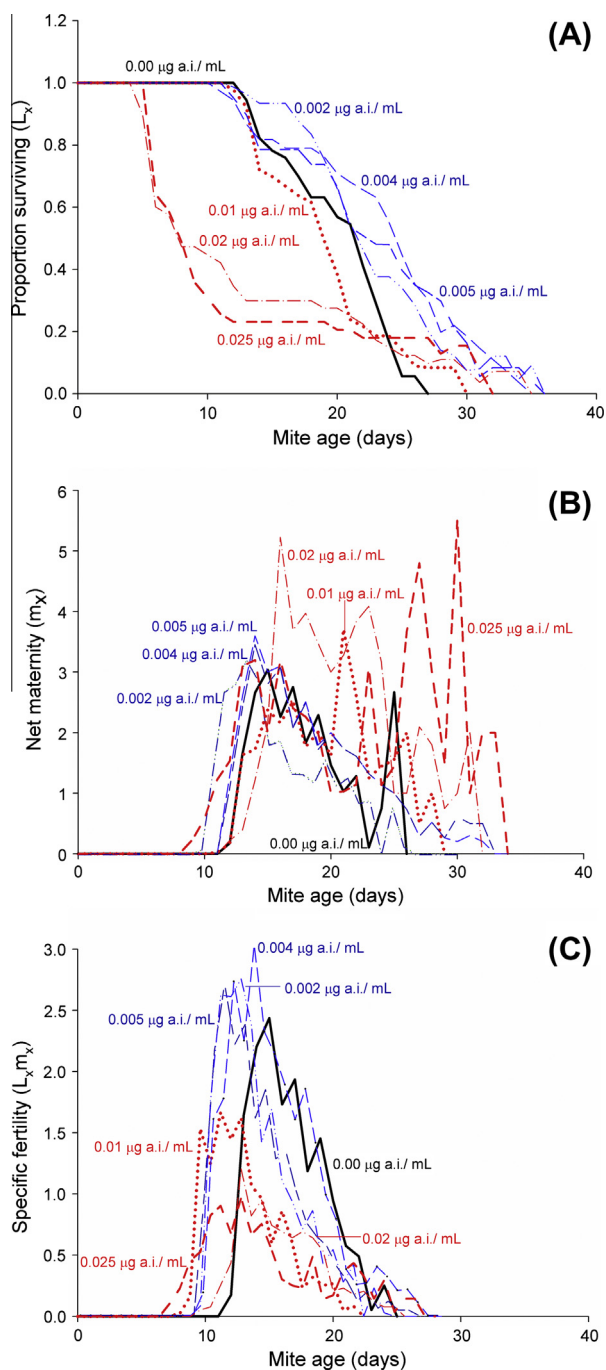 (A)
1.2
1.0
0.8
0.6
0.4
0.2
0.0
Proportion surviving (Lx)
0.00 µg a.i./ mL
0.002 µg a.i./ mL
0.004 µg a.i./ mL
0.01 µg a.i./ mL
0.02 µg a.i./ mL
0.005 µg a.i./ mL
0.025 µg a.i./ mL
0 10 20 30 40
Mite age (days)
(B)
6
5
4
3
2
1
0
Net maternity (mx)
0.02 µg a.i./ mL
0.01 µg a.i./ mL
0.025 µg a.i./ mL
0.005 µg a.i./ mL
0.004 µg a.i./ mL
0.002 µg a.i./ mL
0.00 µg a.i./ mL
0 10 20 30 40
Mite age (days)
(C)
3.0
2.5
2.0
1.5
1.0
0.5
0.0
Specific fertility (Lxmx)
0.004 µg a.i./ mL
0.002 µg a.i./ mL
0.005 µg a.i./ mL
0.01 µg a.i./ mL
0.00 µg a.i./ mL
0.02 µg a.i./ mL
0.025 µg a.i./ mL
0 10 20 30 40
Mite age (days)